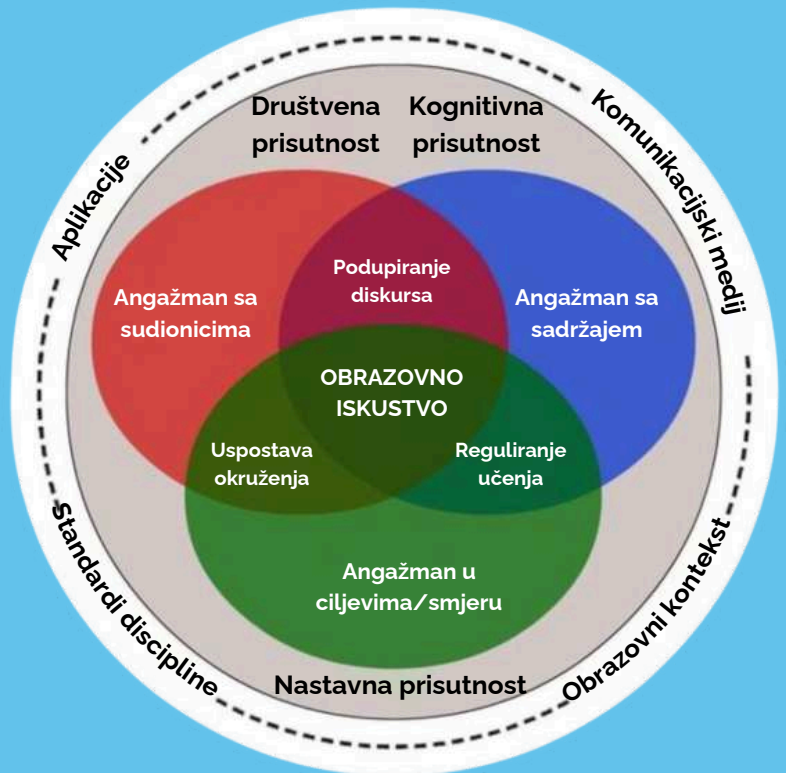 Društvena
prisutnost
Kognitivna
prisutnost
Aplikacije
Komunikacijski medij
Podupiranje
diskursa
Angažman sa
sudionicima
Angažman sa
sadržajem
OBRAZOVNO
ISKUSTVO
Uspostava
okruženja
Reguliranje
učenja
Angažman u
ciljevima/smjeru
Standardi discipline
Obrazovni kontekst
Nastavna prisutnost